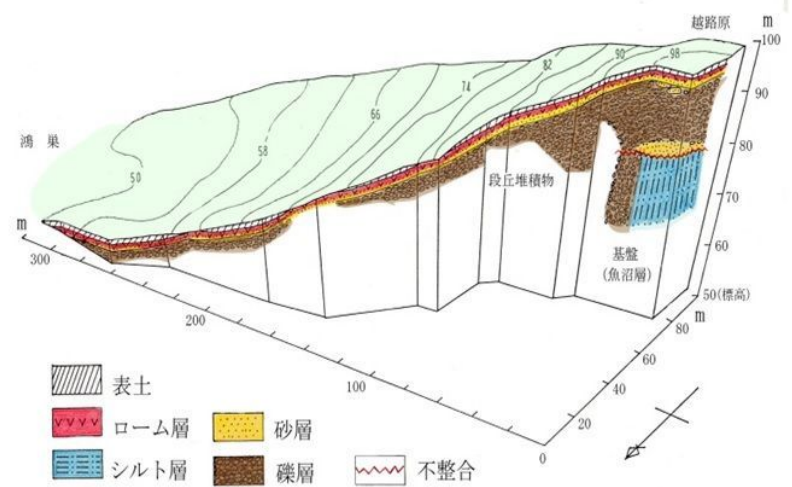 越路原
m
100
98
90
90
82
80
74
66
70
鴻巣
58
段丘堆積物
50
基盤
(魚沼層)
60
m
300
50(標高)
m
80
200
60
100
40
20
0
表土
ローム層
砂層
シルト層
礫層
不整合